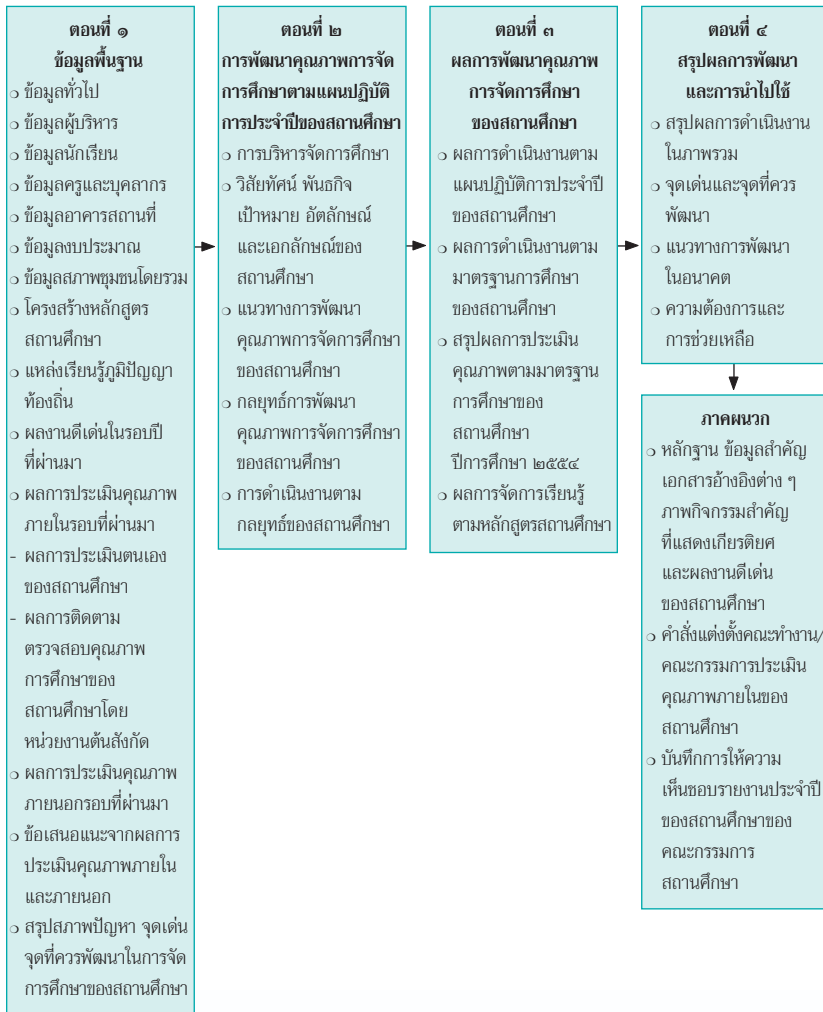 ตอนที่ ๑
ข้อมูลพื้นฐาน
❍ ข้อมูลทั่วไป
❍ ข้อมูลผู้บริหาร
❍ ข้อมูลนักเรียน
❍ ข้อมูลครูและบุคลากร
❍ ข้อมูลอาคารสถานที่
❍ ข้อมูลงบประมาณ
❍ ข้อมูลสภาพชุมชนโดยรวม
❍ โครงสร้างหลักสูตร
สถานศึกษา
❍ แหล่งเรียนรู้ภูมิปัญญา
ท้องถิ่น
❍ ผลงานดีเด่นในรอบปี
ที่ผ่านมา
❍ ผลการประเมินคุณภาพ
ภายในรอบที่ผ่านมา
- ผลการประเมินตนเอง
ของสถานศึกษา
- ผลการติดตาม
ตรวจสอบคุณภาพ
การศึกษาของ
สถานศึกษาโดย
หน่วยงานต้นสังกัด
❍ ผลการประเมินคุณภาพ
ภายนอกรอบที่ผ่านมา
❍ ข้อเสนอแนะจากผลการ
ประเมินคุณภาพภายใน
และภายนอก
❍ สรุปสภาพปัญหา จุดเด่น
จุดที่ควรพัฒนาในการจัด
การศึกษาของสถานศึกษา
ตอนที่ ๒
การพัฒนาคุณภาพการจัด
การศึกษาตามแผนปฏิบัติ
การประจำปีของสถานศึกษา
❍ การบริหารจัดการศึกษา
❍ วิสัยทัศน์ พันธกิจ
เป้าหมาย อัตลักษณ์
และเอกลักษณ์ของ
สถานศึกษา
❍ แนวทางการพัฒนา
คุณภาพการจัดการศึกษา
ของสถานศึกษา
❍ กลยุทธ์การพัฒนา
คุณภาพการจัดการศึกษา
ของสถานศึกษา
❍ การดำเนินงานตาม
กลยุทธ์ของสถานศึกษา
ตอนที่ ๓
ผลการพัฒนาคุณภาพ
การจัดการศึกษา
ของสถานศึกษา
❍ ผลการดำเนินงานตาม
แผนปฏิบัติการประจำปี
ของสถานศึกษา
❍ ผลการดำเนินงานตาม
มาตรฐานการศึกษา
ของสถานศึกษา
❍ สรุปผลการประเมิน
คุณภาพตามมาตรฐาน
การศึกษาของ
สถานศึกษา
ปีการศึกษา ๒๕๕๔
❍ ผลการจัดการเรียนรู้
ตามหลักสูตรสถานศึกษา
ตอนที่ ๔
สรุปผลการพัฒนา
และการนำไปใช้
❍ สรุปผลการดำเนินงาน
ในภาพรวม
❍ จุดเด่นและจุดที่ควร
พัฒนา
❍ แนวทางการพัฒนา
ในอนาคต
❍ ความต้องการและ
การช่วยเหลือ
ภาคผนวก
❍ หลักฐาน ข้อมูลสำคัญ
เอกสารอ้างอิงต่าง ๆ
ภาพกิจกรรมสำคัญ
ที่แสดงเกียรติยศ
และผลงานดีเด่น
ของสถานศึกษา
❍ คำสั่งแต่งตั้งคณะทำงาน/
คณะกรรมการประเมิน
คุณภาพภายในของ
สถานศึกษา
❍ บันทึกการให้ความ
เห็นชอบรายงานประจำปี
ของสถานศึกษาของ
คณะกรรมการ
สถานศึกษา